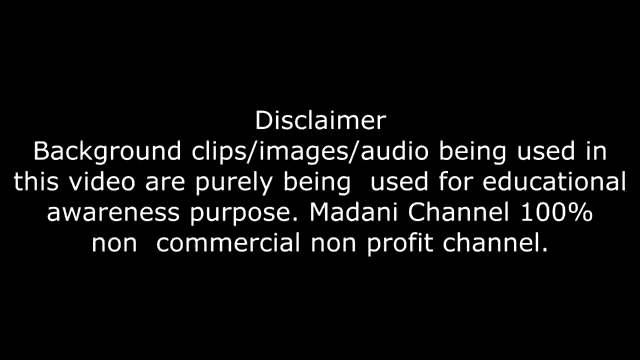 Disclaimer
Background clips/images/audio being used in
this video are purely being  used for educational
awareness purpose. Madani Channel 100%
non  commercial non profit channel.